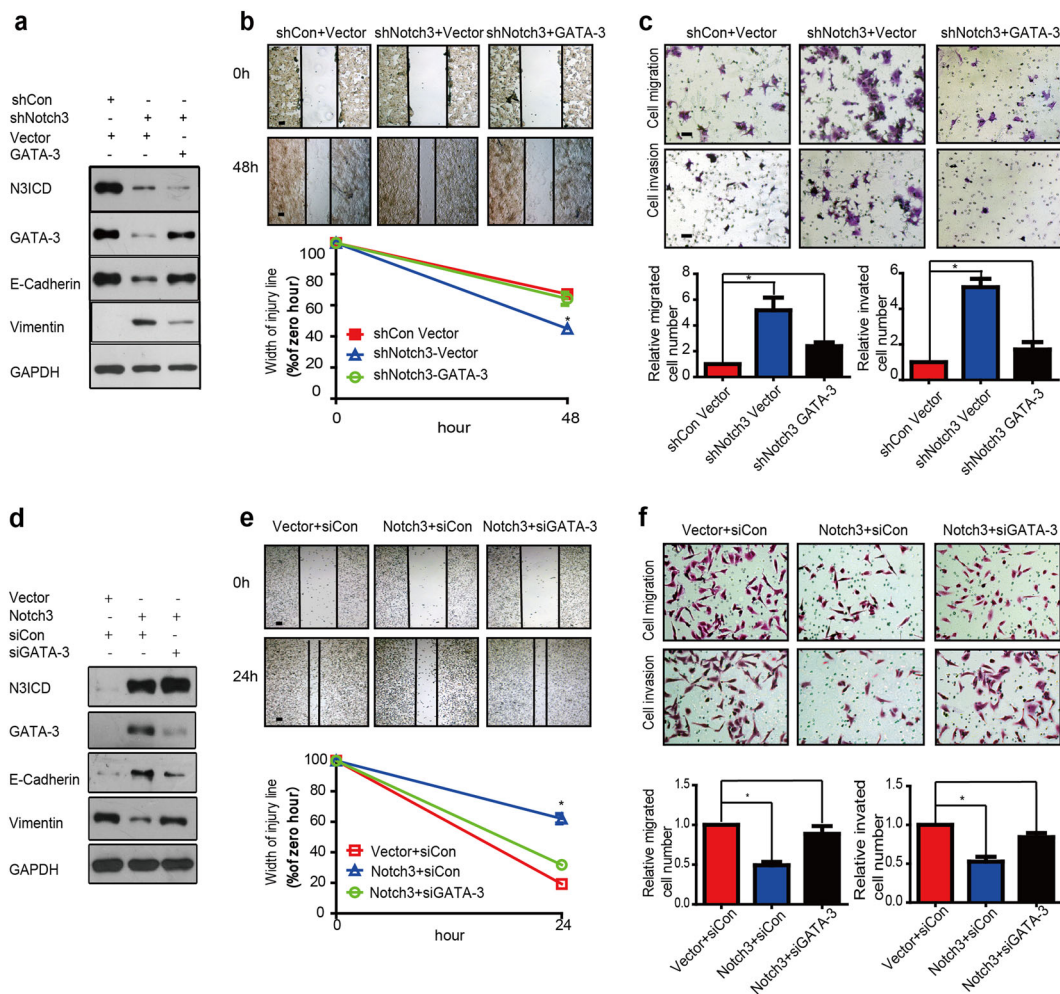 a
shCon + - -
shNotch3 - + +
Vector + + -
GATA-3 - - +
N3ICD
GATA-3
E-Cadherin
Vimentin
GAPDH
b
shCon+Vector shNotch3+Vector shNotch3+GATA-3
0h
48h
Width of injury line
(%of zero hour)
100
80
60
40
20
0
shCon Vector
shNotch3-Vector
shNotch3-GATA-3
*
0 48
hour
c
shCon+Vector shNotch3+Vector shNotch3+GATA-3
Cell migration
Cell invasion
Relative migrated
cell number
8
6
4
2
0
*
shCon Vector
shNotch3 Vector
shNotch3 GATA-3
Relative invated
cell number
6
4
2
0
*
shCon Vector
shNotch3 Vector
shNotch3 GATA-3
d
Vector + - -
Notch3 - + +
siCon + + -
siGATA-3 - - +
N3ICD
GATA-3
E-Cadherin
Vimentin
GAPDH
e
Vector+siCon Notch3+siCon Notch3+siGATA-3
0h
24h
Width of injury line
(%of zero hour)
100
80
60
40
20
0
*
Vector+siCon
Notch3+siCon
Notch3+siGATA-3
0 24
hour
f
Vector+siCon Notch3+siCon Notch3+siGATA-3
Cell migration
Cell invasion
Relative migrated
cell number
1.5
1.0
0.5
0.0
*
Vector+siCon
Notch3+siCon
Notch3+siGATA-3
Relative invated
cell number
1.5
1.0
0.5
0.0
*
Vector+siCon
Notch3+siCon
Notch3+siGATA-3